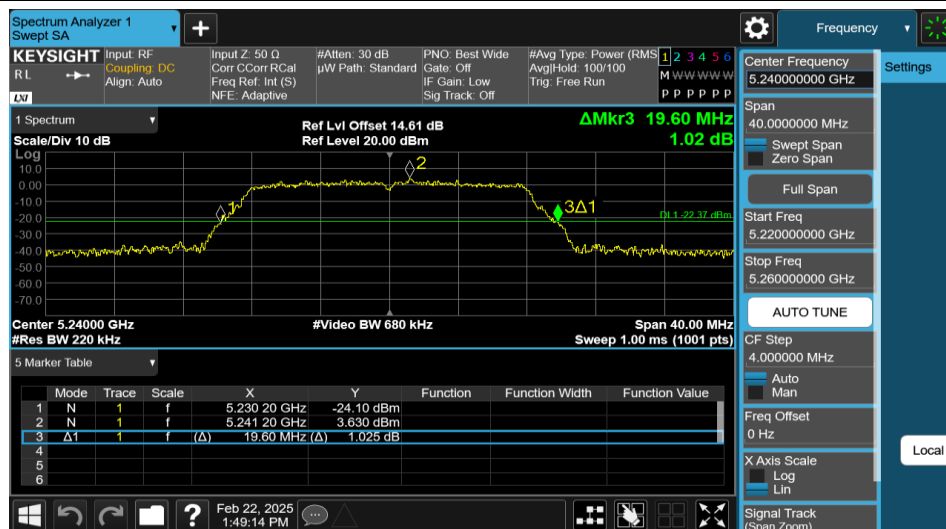 Spectrum Analyzer 1
Swept SA
Frequency
KEYSIGHT
RL
LXI
Input: RF
Coupling: DC
Align: Auto
Input Z: 50 Ω
Corr CCorr RCal
Freq Ref: Int (S)
NFE: Adaptive
#Atten: 30 dB
µW Path: Standard
PNO: Best Wide
Gate: Off
IF Gain: Low
Sig Track: Off
#Avg Type: Power (RMS
Avg|Hold: 100/100
Trig: Free Run
1 2 3 4 5 6
M W W W W W
P P P P P P
1 Spectrum
Scale/Div 10 dB
Ref Lvl Offset 14.61 dB
Ref Level 20.00 dBm
ΔMkr3 19.60 MHz
1.02 dB
Log
10.0
0.00
-10.0
-20.0
-30.0
-40.0
-50.0
-60.0
-70.0
1
2
3Δ1
DL1 -22.37 dBm
Center 5.24000 GHz
#Res BW 220 kHz
#Video BW 680 kHz
Span 40.00 MHz
Sweep 1.00 ms (1001 pts)
5 Marker Table
Mode Trace Scale X Y Function Function Width Function Value
1 N 1 f 5.230 20 GHz -24.10 dBm
2 N 1 f 5.241 20 GHz 3.630 dBm
3 Δ1 1 f (Δ) 19.60 MHz (Δ) 1.025 dB
4
5
6
?
Feb 22, 2025
1:49:14 PM
Center Frequency
5.240000000 GHz
Span
40.0000000 MHz
Swept Span
Zero Span
Full Span
Start Freq
5.220000000 GHz
Stop Freq
5.260000000 GHz
AUTO TUNE
CF Step
4.000000 MHz
Auto
Man
Freq Offset
0 Hz
X Axis Scale
Log
Lin
Signal Track
(Span Zoom)
Settings
Local